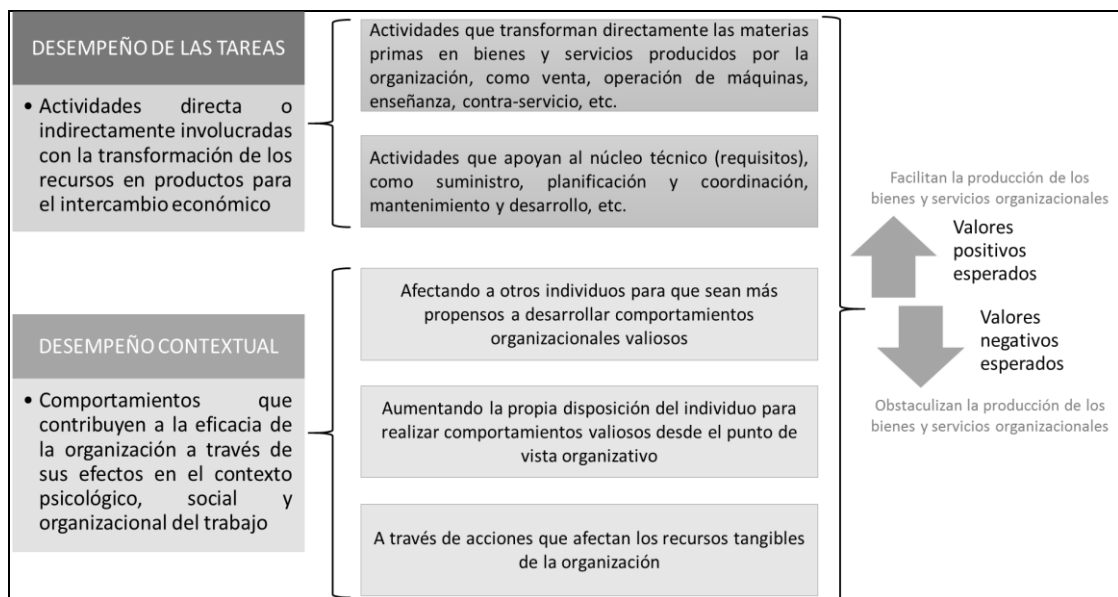 DESEMPEÑO DE LAS TAREAS
• Actividades directa o
indirectamente involucradas
con la transformación de los
recursos en productos para
el intercambio económico
Actividades que transforman directamente las materias
primas en bienes y servicios producidos por la
organización, como venta, operación de máquinas,
enseñanza, contra-servicio, etc.
Actividades que apoyan al núcleo técnico (requisitos),
como suministro, planificación y coordinación,
mantenimiento y desarrollo, etc.
DESEMPEÑO CONTEXTUAL
• Comportamientos que
contribuyen a la eficacia de
la organización a través de
sus efectos en el contexto
psicológico, social y
organizacional del trabajo
Afectando a otros individuos para que sean más
propensos a desarrollar comportamientos
organizacionales valiosos
Aumentando la propia disposición del individuo para
realizar comportamientos valiosos desde el punto de
vista organizativo
A través de acciones que afectan los recursos tangibles
de la organización
Facilitan la producción de los
bienes y servicios organizacionales
Valores
positivos
esperados
Valores
negativos
esperados
Obstaculizan la producción de los
bienes y servicios organizacionales